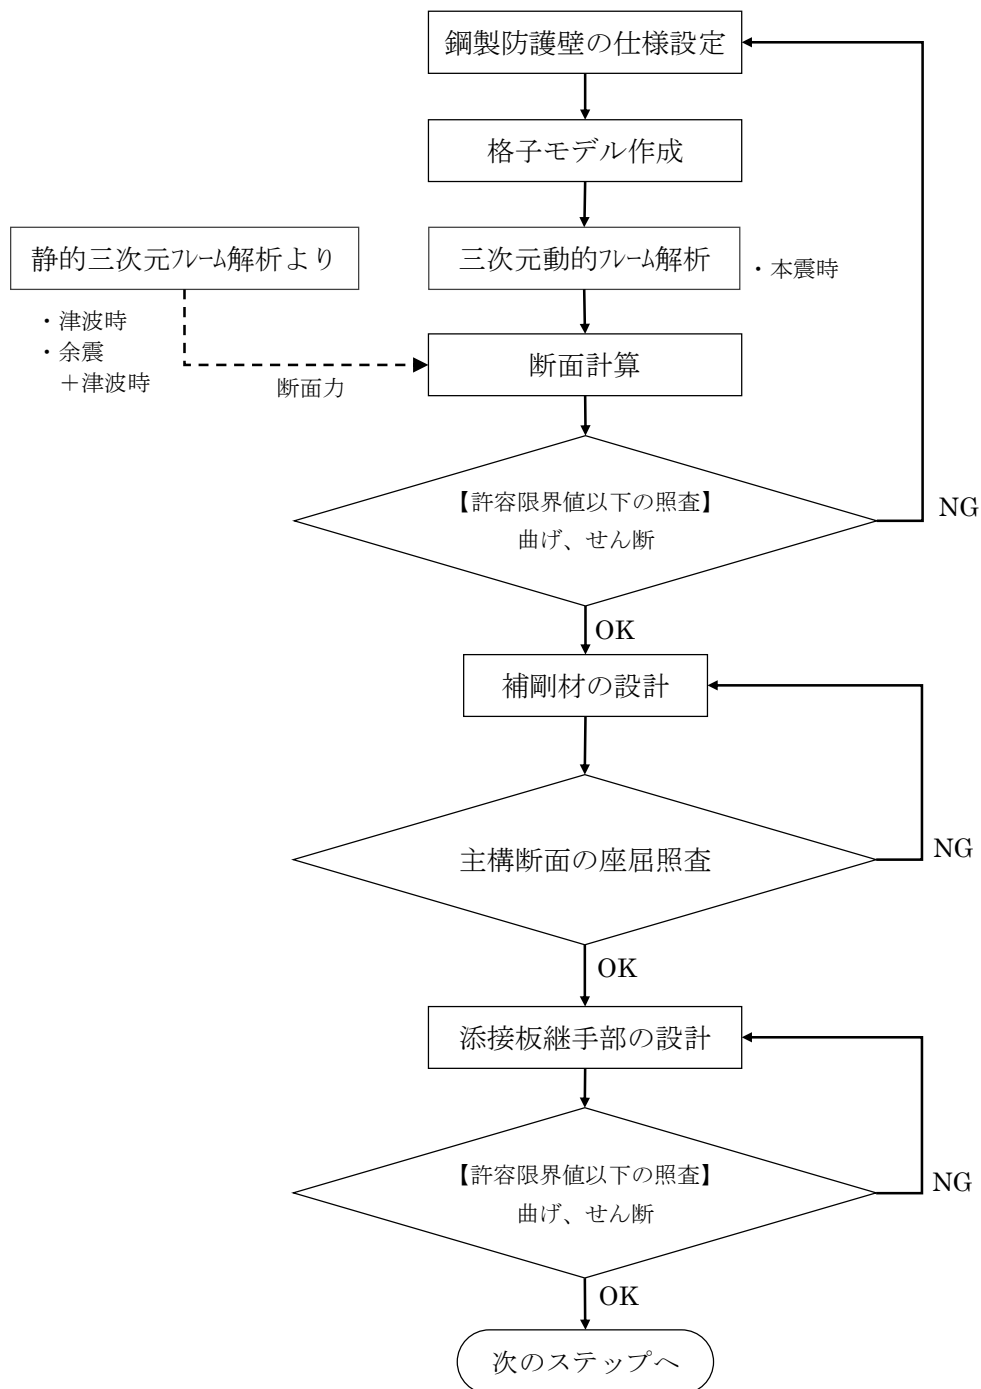 鋼製防護壁の仕様設定
格子モデル作成
静的三次元ﾌﾚｰﾑ解析より
三次元動的ﾌﾚｰﾑ解析
・本震時
・津波時
・余震
＋津波時
断面力
断面計算
【許容限界値以下の照査】
曲げ、せん断
NG
OK
補剛材の設計
主構断面の座屈照査
NG
OK
添接板継手部の設計
【許容限界値以下の照査】
曲げ、せん断
NG
OK
次のステップへ